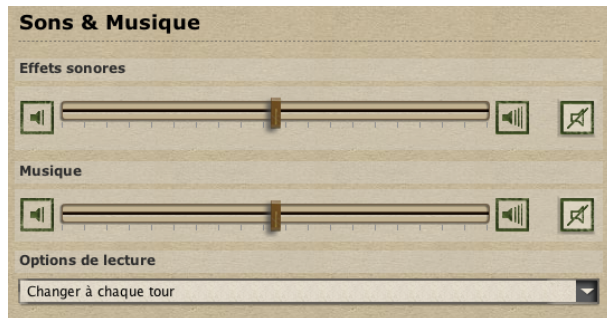 Sons & Musique
Effets sonores
Musique
Options de lecture
Changer à chaque tour